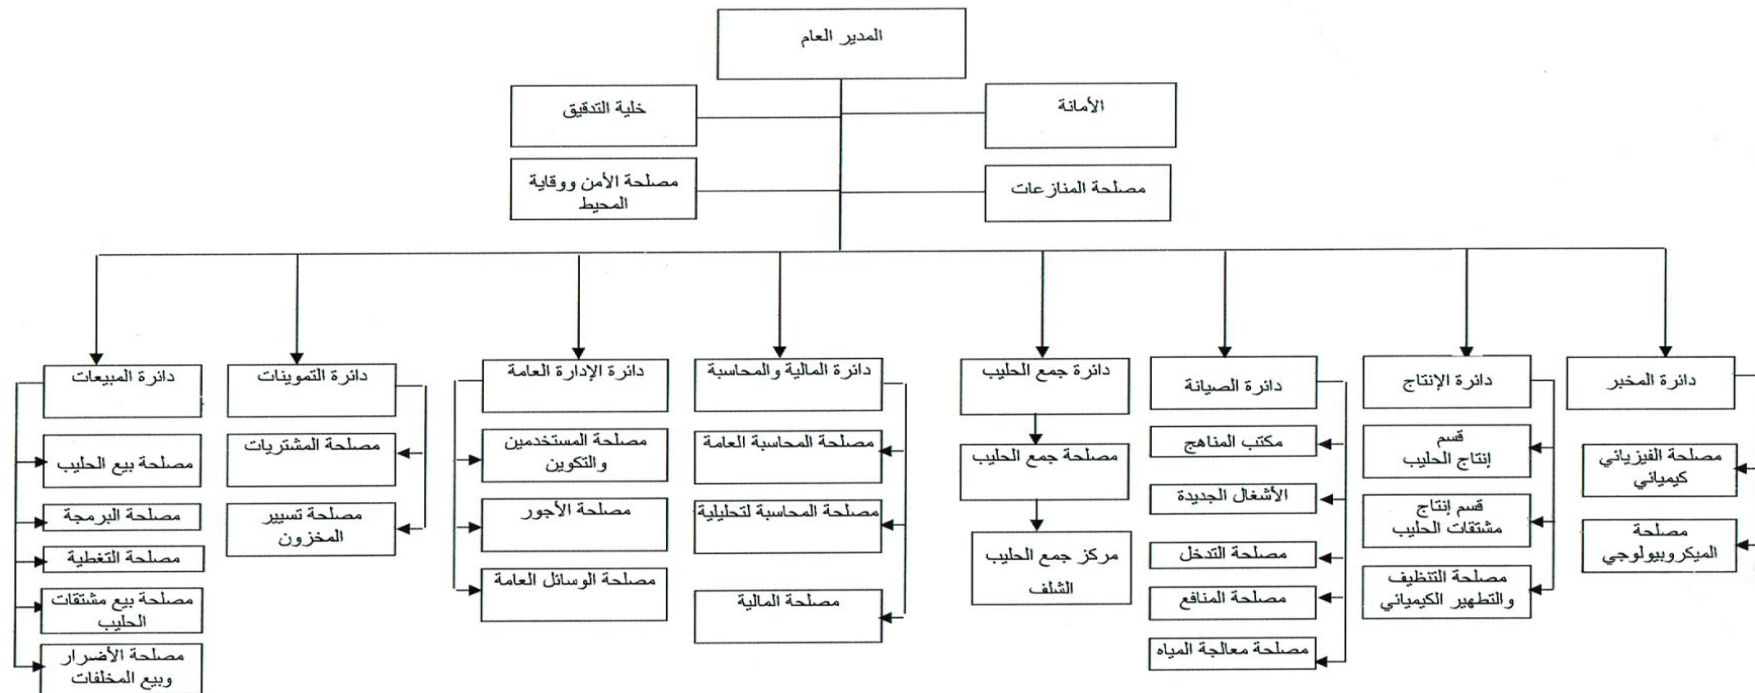 المدير العام
الأمانة
خلية التدقيق
مصلحة المنازعات
مصلحة الأمن ووقاية
المحيط
دائرة المخبر
مصلحة الفيزيائي
كيميائي
مصلحة
الميكروبيولوجي
دائرة الإنتاج
قسم
إنتاج الحليب
قسم إنتاج
مشتقات الحليب
مصلحة التنظيف
والتطهير الكيميائي
دائرة الصيانة
مكتب المناهج
الأشغال الجديدة
مصلحة التدخل
مصلحة المنافع
مصلحة معالجة المياه
دائرة جمع الحليب
مصلحة جمع الحليب
مركز جمع الحليب
الشلف
دائرة المالية والمحاسبة
مصلحة المحاسبة العامة
مصلحة المحاسبة لتحليلية
مصلحة المالية
دائرة الإدارة العامة
مصلحة المستخدمين
والتكوين
مصلحة الأجور
مصلحة الوسائل العامة
دائرة التموينات
مصلحة المشتريات
مصلحة تسيير
المخزون
دائرة المبيعات
مصلحة بيع الحليب
مصلحة البرمجة
مصلحة التغطية
مصلحة بيع مشتقات
الحليب
مصلحة الأضرار
وبيع المخلفات